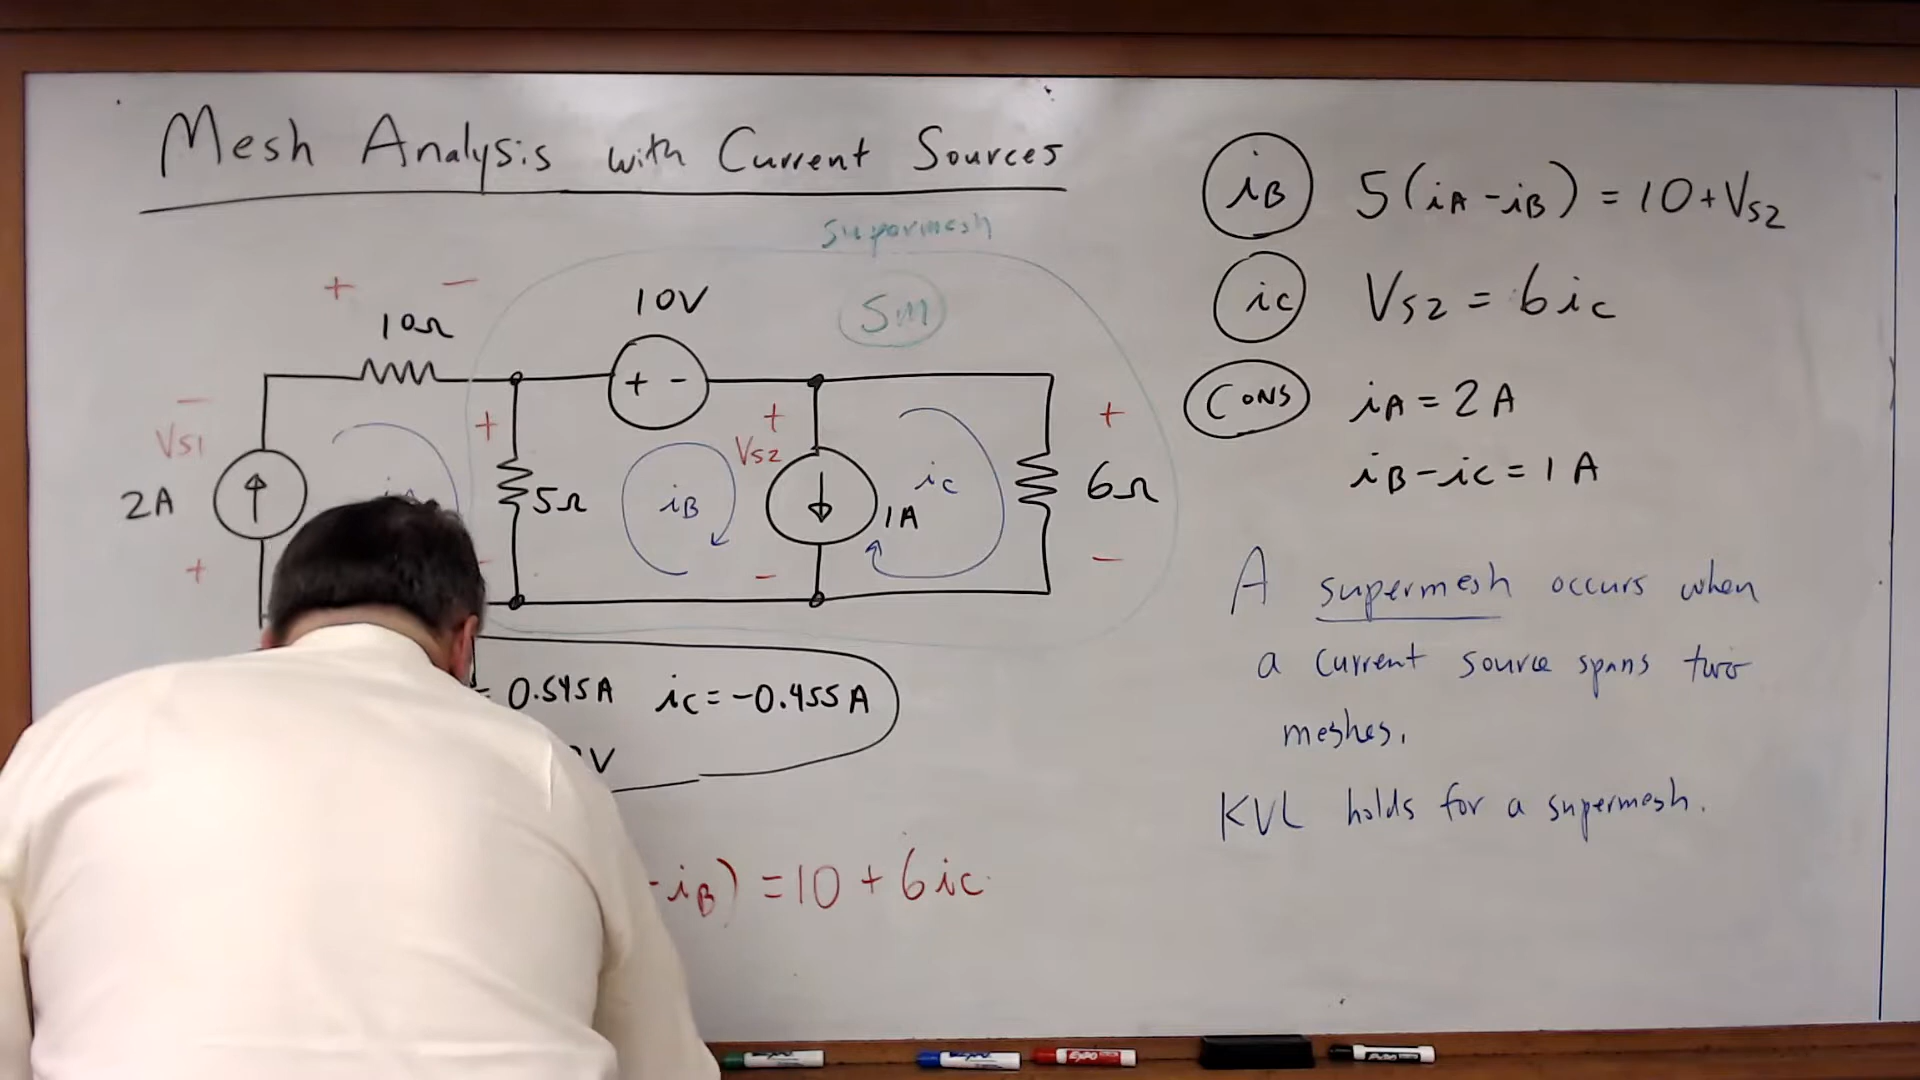 Mesh Analysis with Current Sources
supermesh
SM
+ -
10Ω
10V
+ -
-
VS1
2A
+
+
5Ω
iB
+
VS2
-
1A
iC
+
6Ω
-
= 0.545A iC = -0.455A
V
-iB) = 10 + 6iC
iB 5(iA - iB) = 10 + VS2
iC VS2 = 6iC
CONS iA = 2A
iB - iC = 1A
A supermesh occurs when
a current source spans two
meshes.
KVL holds for a supermesh.
EXPO